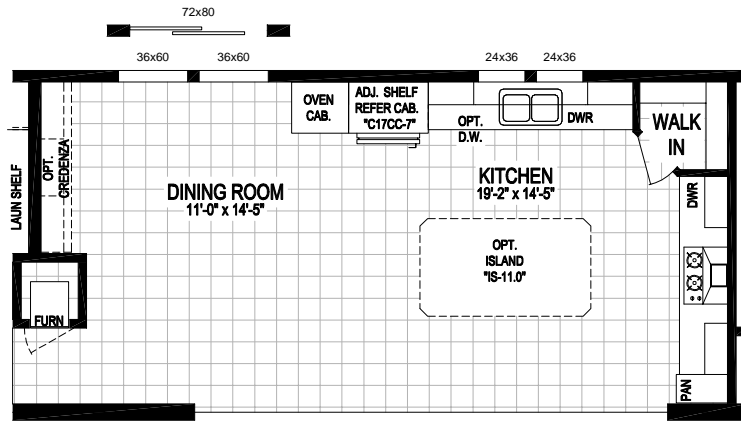 72x80
36x60
36x60
24x36
24x36
OVEN
CAB.
ADJ. SHELF
REFER CAB.
"C17CC-7"
OPT.
D.W.
DWR
WALK
IN
LAUN SHELF
OPT.
CREDENZA
DINING ROOM
11'-0" x 14'-5"
KITCHEN
19'-2" x 14'-5"
DWR
OPT.
ISLAND
"IS-11.0"
FURN
PAN